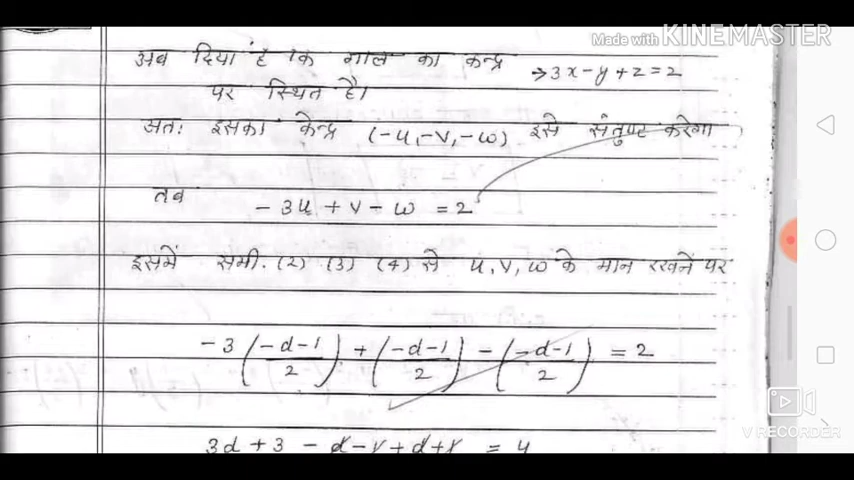 Made with KINEMASTER
अब दिया है कि गोले का केन्द्र → 3x-y+z=2
पर स्थित है।
अतः इसका केन्द्र (-u,-v,-w) इसे संतुष्ट करेगा
तब
-3u+v-w=2
इसमें समी. (2) (3) (4) से u,v,w के मान रखने पर
-3(-d-1/2)+(-d-1/2)-(-d-1/2)=2
3d+3-d-1+d+1=4
V RECORDER